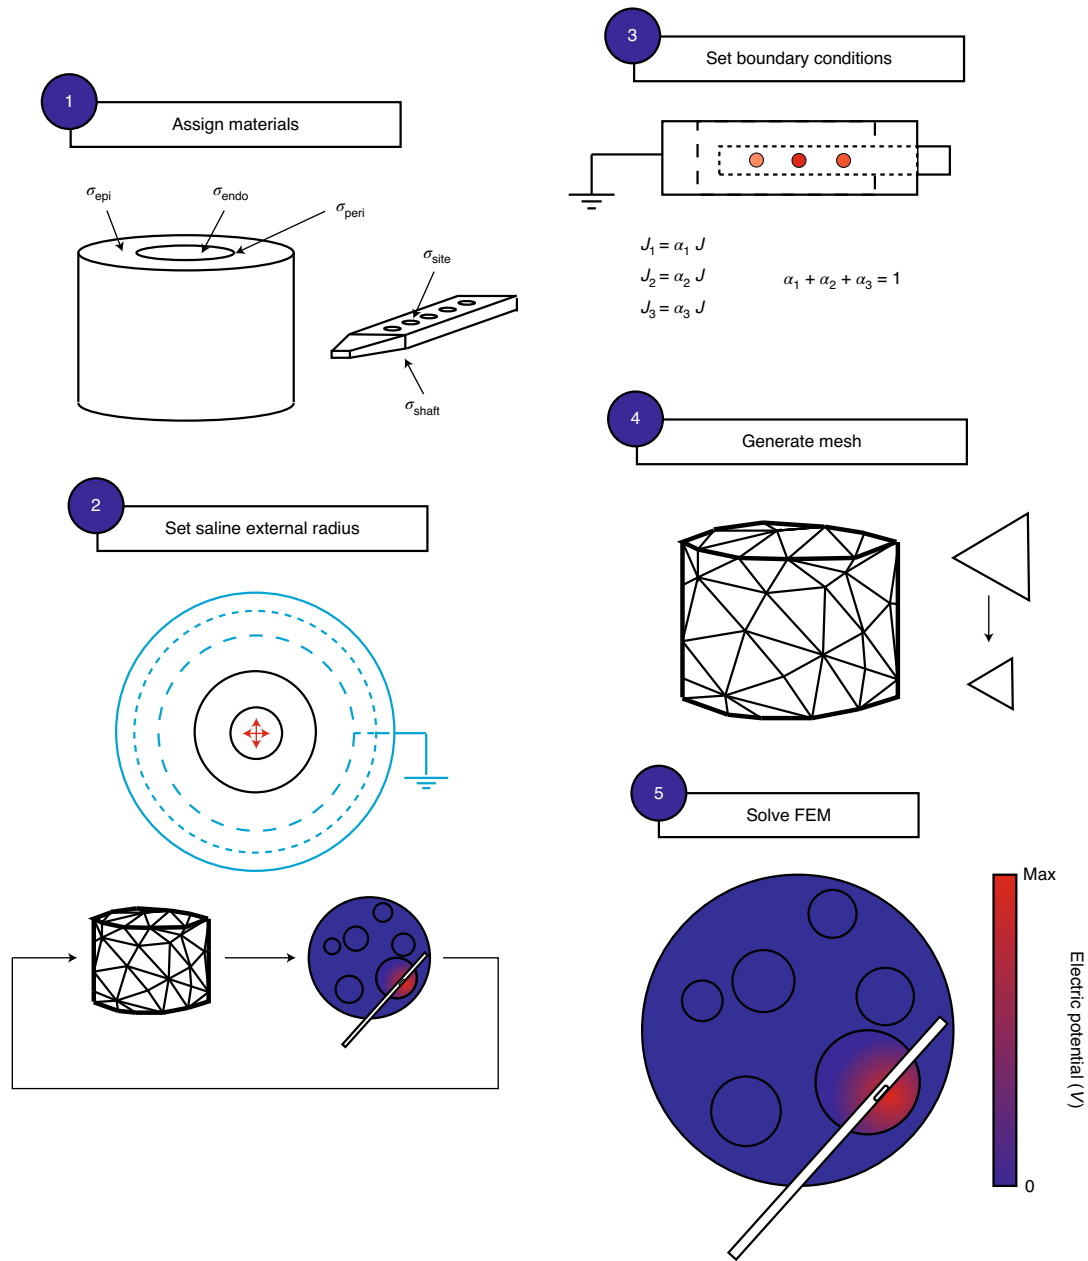 1
Assign materials
σepi
σendo
σperi
σsite
σshaft
2
Set saline external radius
3
Set boundary conditions
J1 = α1 J
J2 = α2 J
α1 + α2 + α3 = 1
J3 = α3 J
4
Generate mesh
5
Solve FEM
Max
Electric potential (V)
0